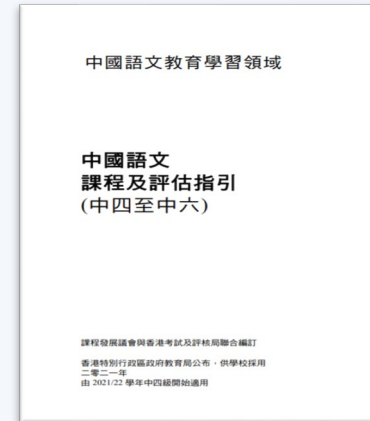 中國語文教育學習領域
中國語文
課程及評估指引
(中四至中六)
課程發展議會與香港考試及評核局聯合編訂
香港特別行政區政府教育局公布，供學校採用
二零二一年
由 2021/22 學年中四級開始適用